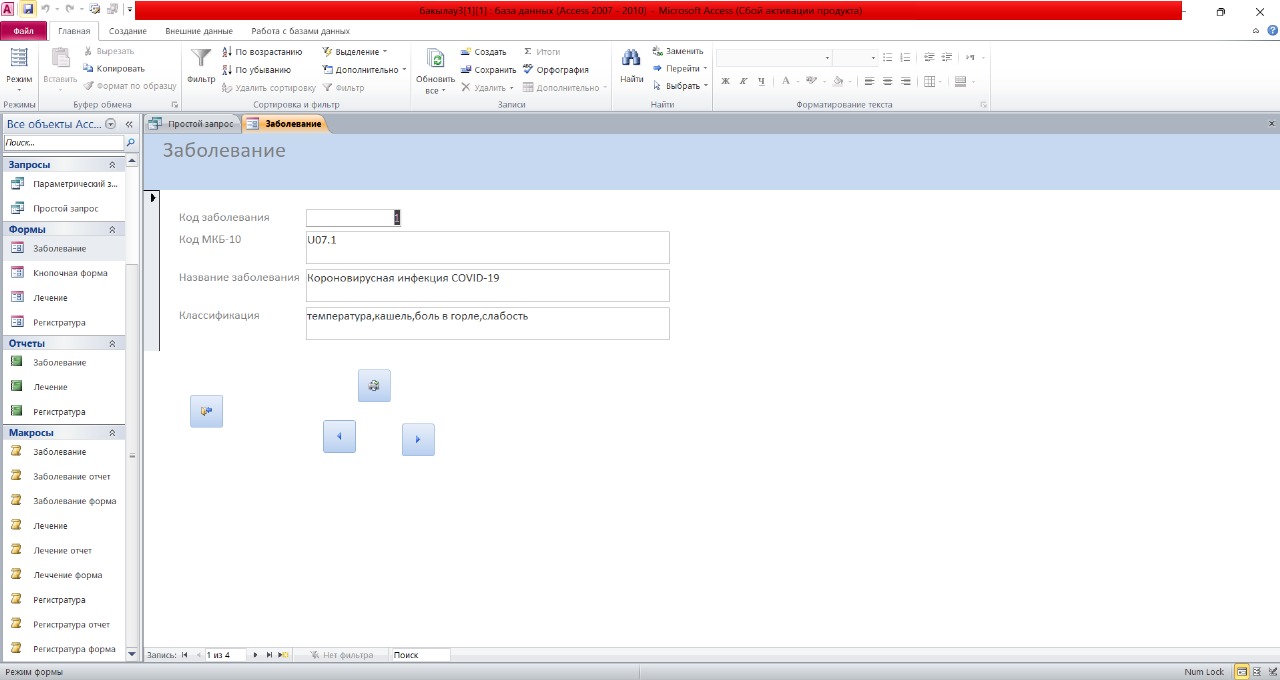 бакылау3[1][1] : база данных (Access 2007 - 2010) - Microsoft Access (Сбой активации продукта)
Файл Главная Создание Внешние данные Работа с базами данных
Режим
Режимы
Вставить
Вырезать
Копировать
Формат по образцу
Буфер обмена
Фильтр
По возрастанию
По убыванию
Удалить сортировку
Выделение
Дополнительно
Фильтр
Сортировка и фильтр
Обновить
все
Создать
Сохранить
Удалить
Итоги
Орфография
Дополнительно
Записи
Найти
Заменить
Перейти
Выбрать
Найти
Ж К Ч А
Форматирование текста
Все объекты Acc...
Поиск...
Запросы
Параметрический з...
Простой запрос
Формы
Заболевание
Кнопочная форма
Лечение
Регистратура
Отчеты
Заболевание
Лечение
Регистратура
Макросы
Заболевание
Заболевание отчет
Заболевание форма
Лечение
Лечение отчет
Леччение форма
Регистратура
Регистратура отчет
Регистратура форма
Простой запрос Заболевание
Заболевание
Код заболевания 1
Код МКБ-10 U07.1
Название заболевания Короновирусная инфекция COVID-19
Классификация температура,кашель,боль в горле,слабость
Запись: 1 из 4 Нет фильтра Поиск
Режим формы Num Lock